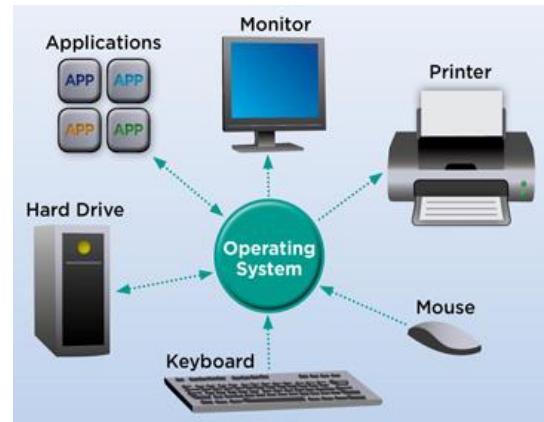 Monitor
Applications
Printer
APP APP
APP APP
Hard Drive
Operating
System
Mouse
Keyboard